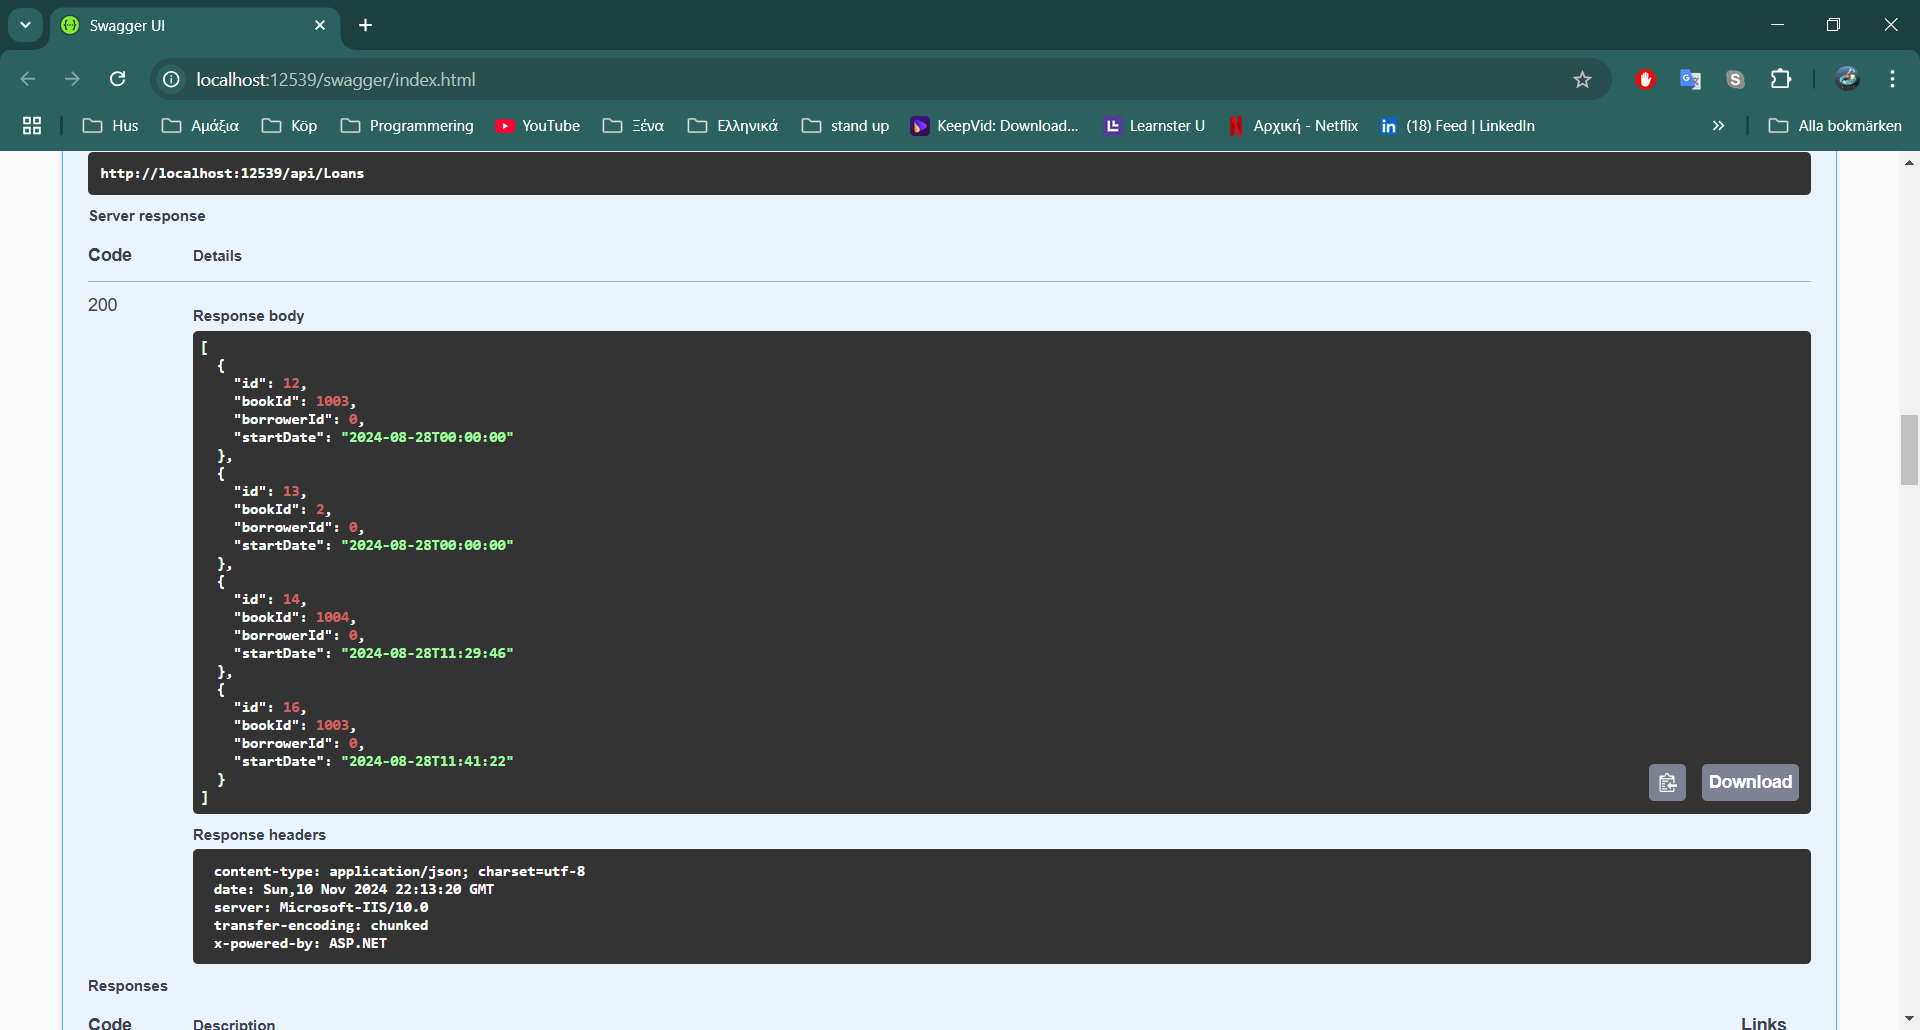 Swagger UI
localhost:12539/swagger/index.html
Hus Αμάξια Köp Programmering YouTube Ξένα Ελληνικά stand up KeepVid: Download... Learnster U Αρχική - Netflix (18) Feed | LinkedIn » Alla bokmärken
http://localhost:12539/api/Loans
Server response
Code Details
200
Response body
[
{
"id": 12,
"bookId": 1003,
"borrowerId": 0,
"startDate": "2024-08-28T00:00:00"
},
{
"id": 13,
"bookId": 2,
"borrowerId": 0,
"startDate": "2024-08-28T00:00:00"
},
{
"id": 14,
"bookId": 1004,
"borrowerId": 0,
"startDate": "2024-08-28T11:29:46"
},
{
"id": 16,
"bookId": 1003,
"borrowerId": 0,
"startDate": "2024-08-28T11:41:22"
}
]
Download
Response headers
content-type: application/json; charset=utf-8
date: Sun,10 Nov 2024 22:13:20 GMT
server: Microsoft-IIS/10.0
transfer-encoding: chunked
x-powered-by: ASP.NET
Responses
Code Description Links